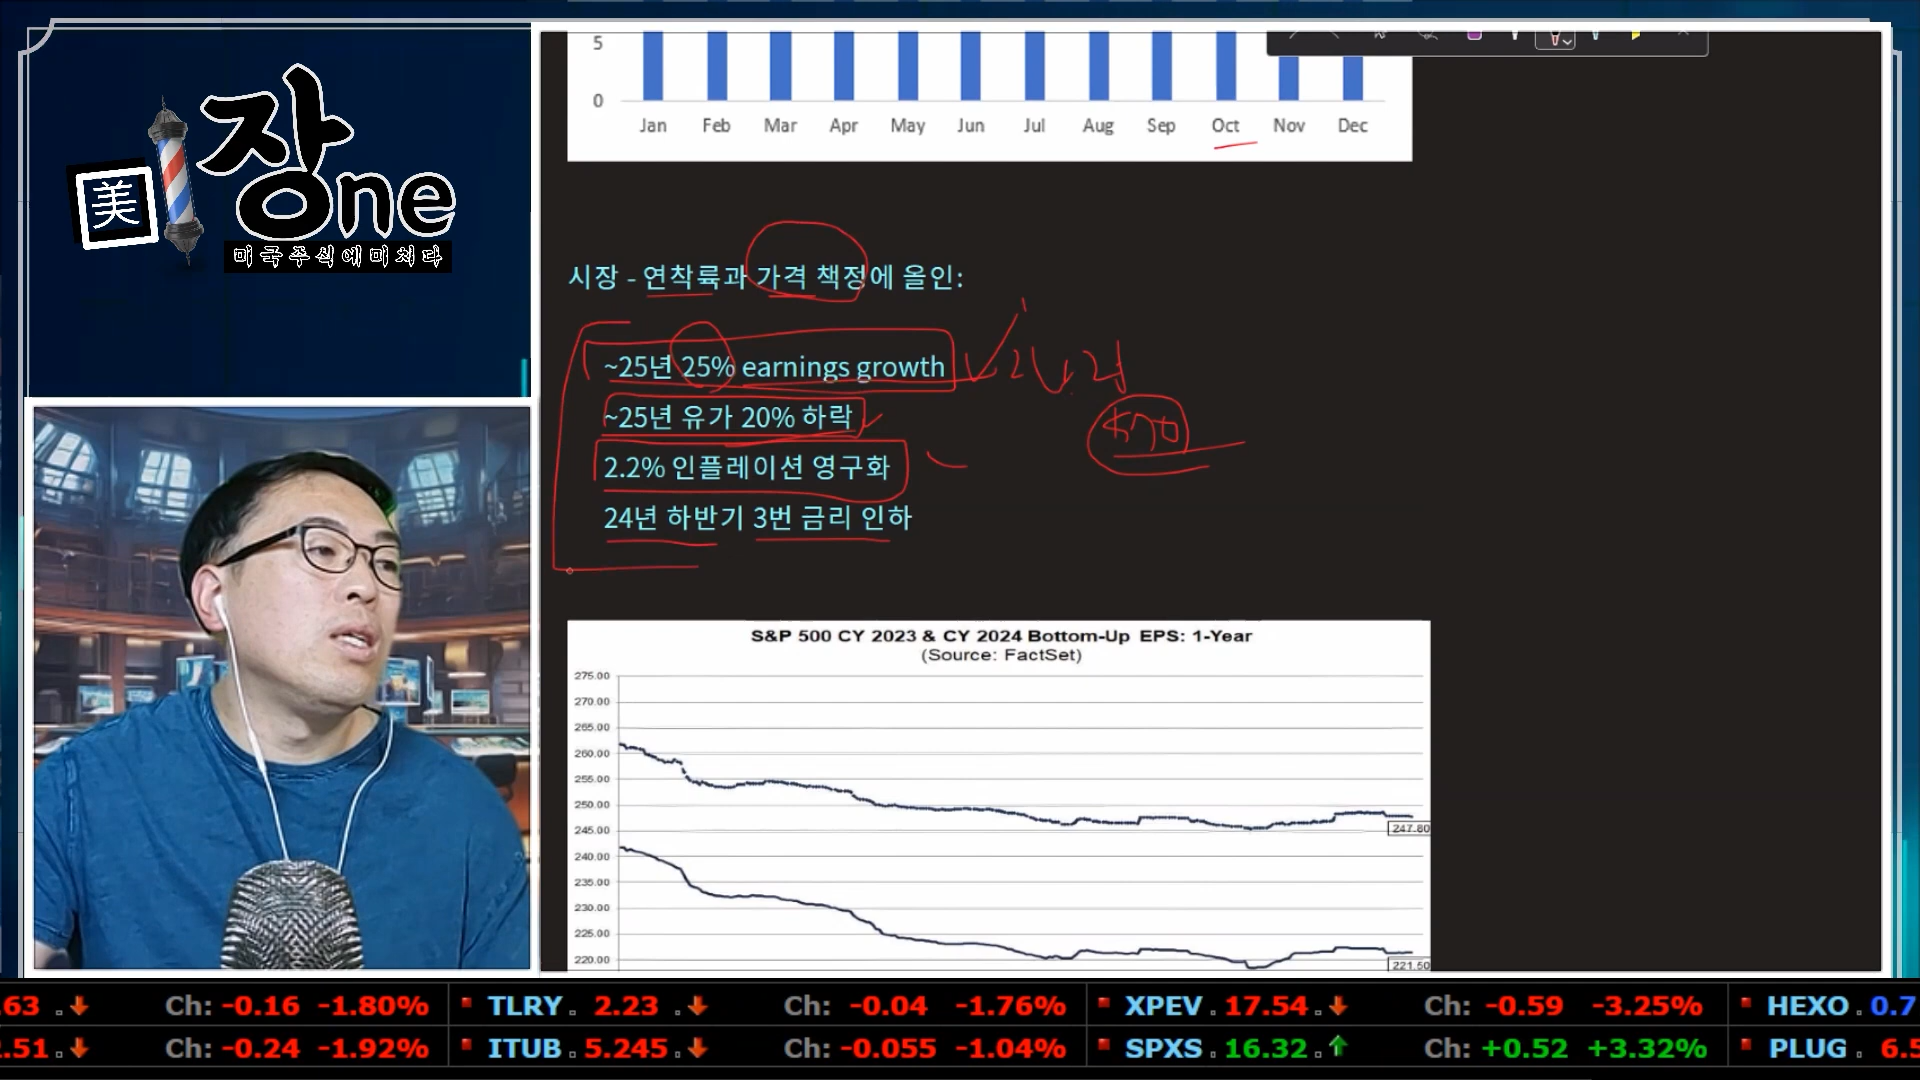 5
0
Jan Feb Mar Apr May Jun Jul Aug Sep Oct Nov Dec
美 장one
미국주식에미치다
시장 - 연착륙과 가격 책정에 올인:
~25년 25% earnings growth
~25년 유가 20% 하락
2.2% 인플레이션 영구화
24년 하반기 3번 금리 인하
S&P 500 CY 2023 & CY 2024 Bottom-Up EPS: 1-Year
(Source: FactSet)
275.00
270.00
265.00
260.00
255.00
250.00
245.00
247.80
240.00
235.00
230.00
225.00
220.00
221.50
.63 Ch: -0.16 -1.80% TLRY. 2.23 Ch: -0.04 -1.76% XPEV. 17.54 Ch: -0.59 -3.25% HEXO. 0.7
.51 Ch: -0.24 -1.92% ITUB. 5.245 Ch: -0.055 -1.04% SPXS. 16.32 Ch: +0.52 +3.32% PLUG. 6.5